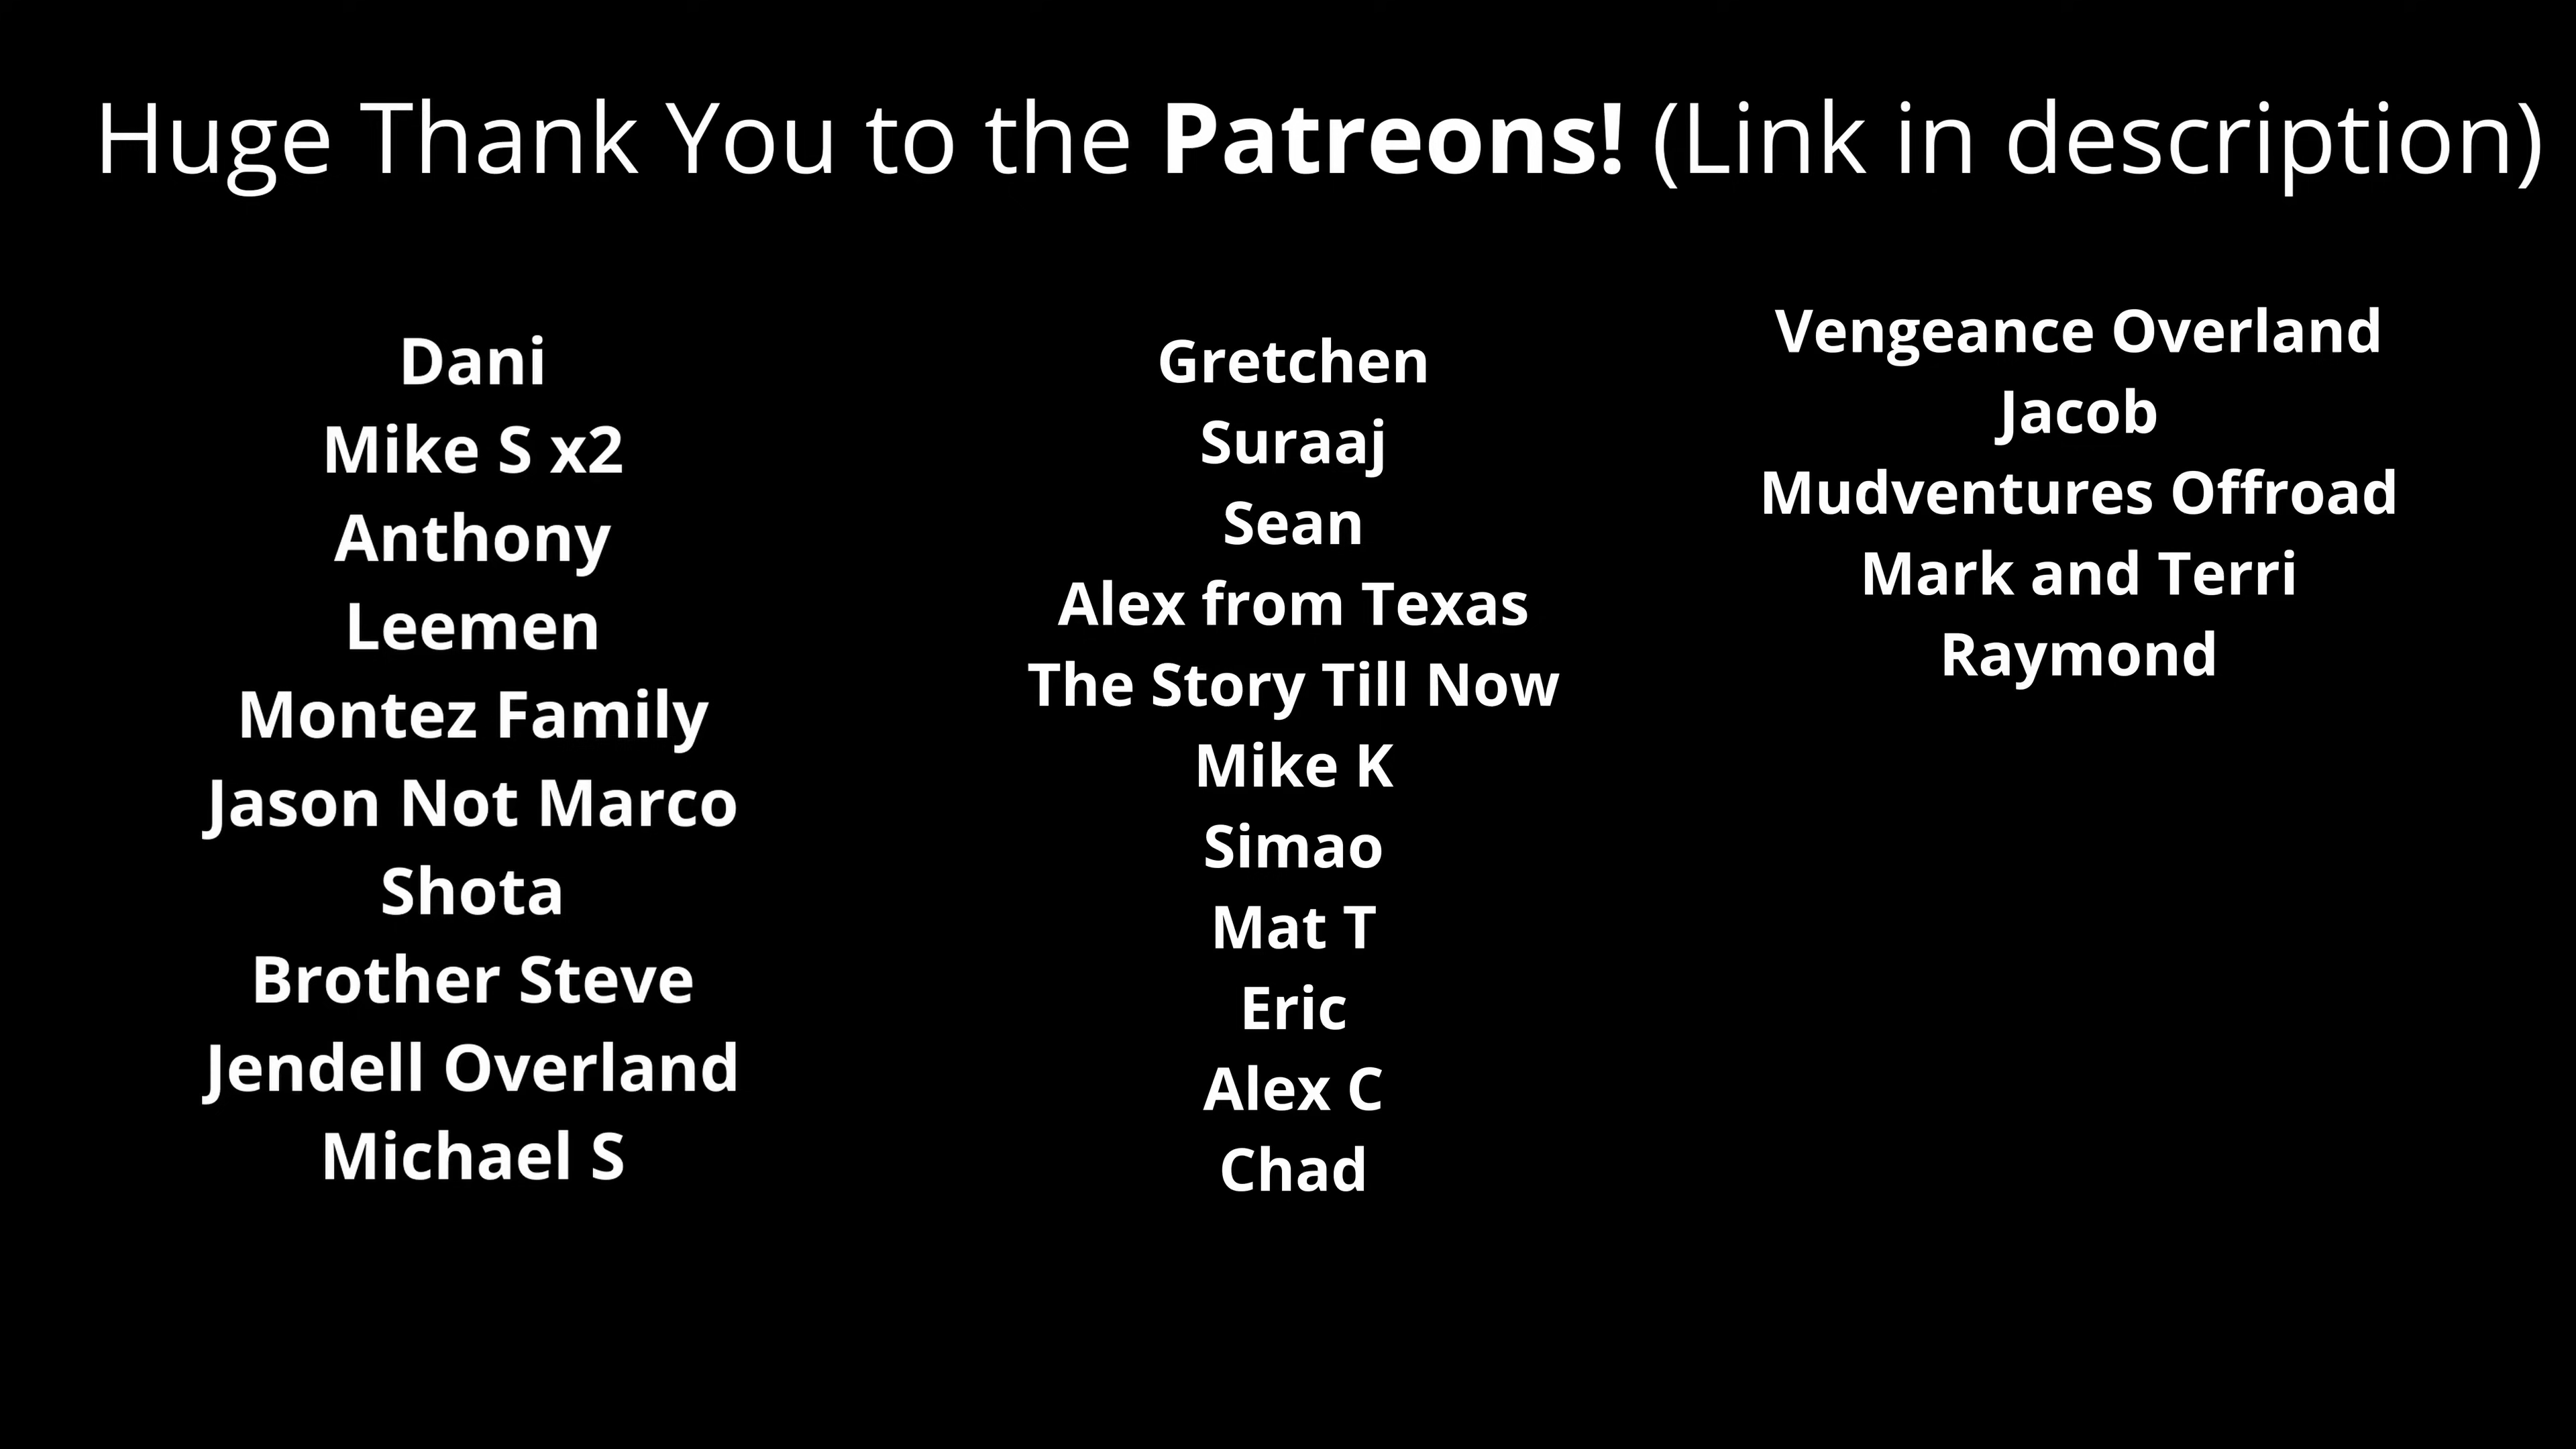 Huge Thank You to the Patreons! (Link in description)
Dani
Mike S x2
Anthony
Leemen
Montez Family
Jason Not Marco
Shota
Brother Steve
Jendell Overland
Michael S
Gretchen
Suraaj
Sean
Alex from Texas
The Story Till Now
Mike K
Simao
Mat T
Eric
Alex C
Chad
Vengeance Overland
Jacob
Mudventures Offroad
Mark and Terri
Raymond